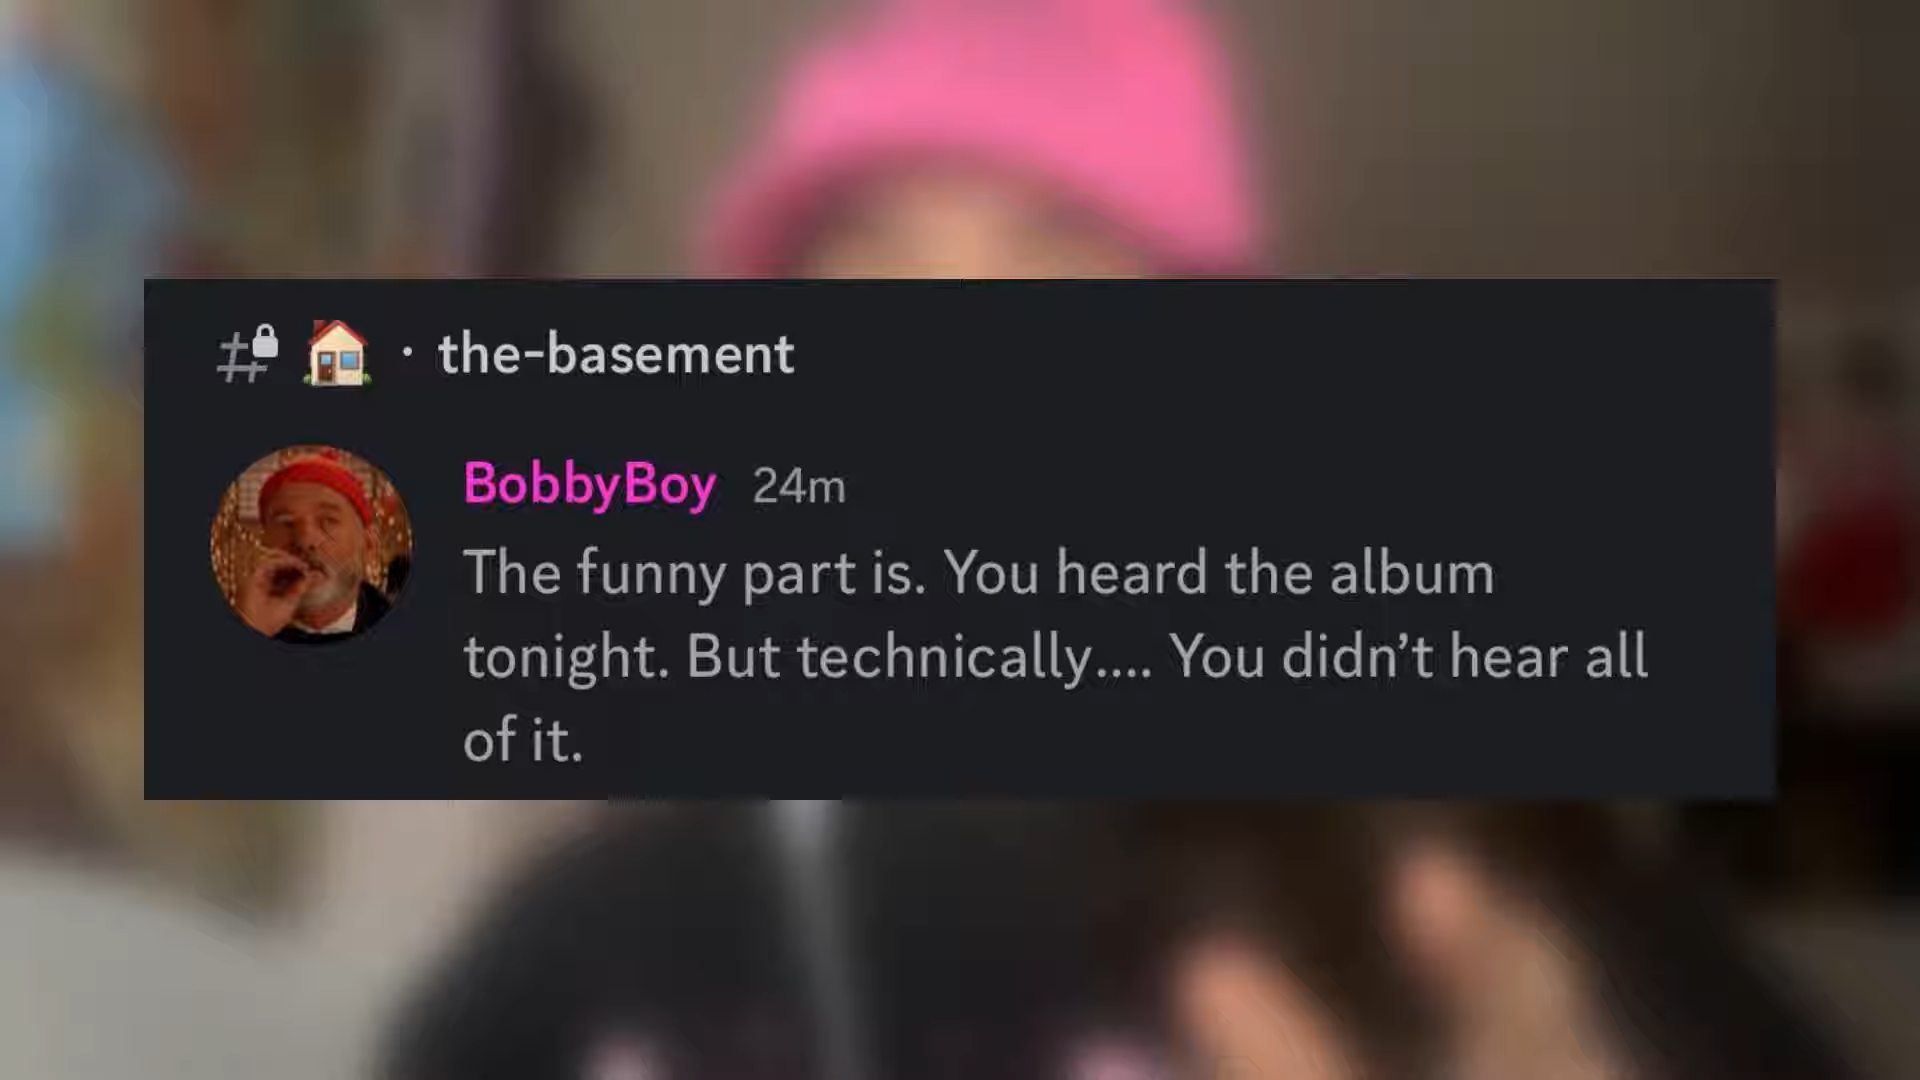 # 🏠 · the-basement
BobbyBoy 24m
The funny part is. You heard the album
tonight. But technically.... You didn’t hear all
of it.